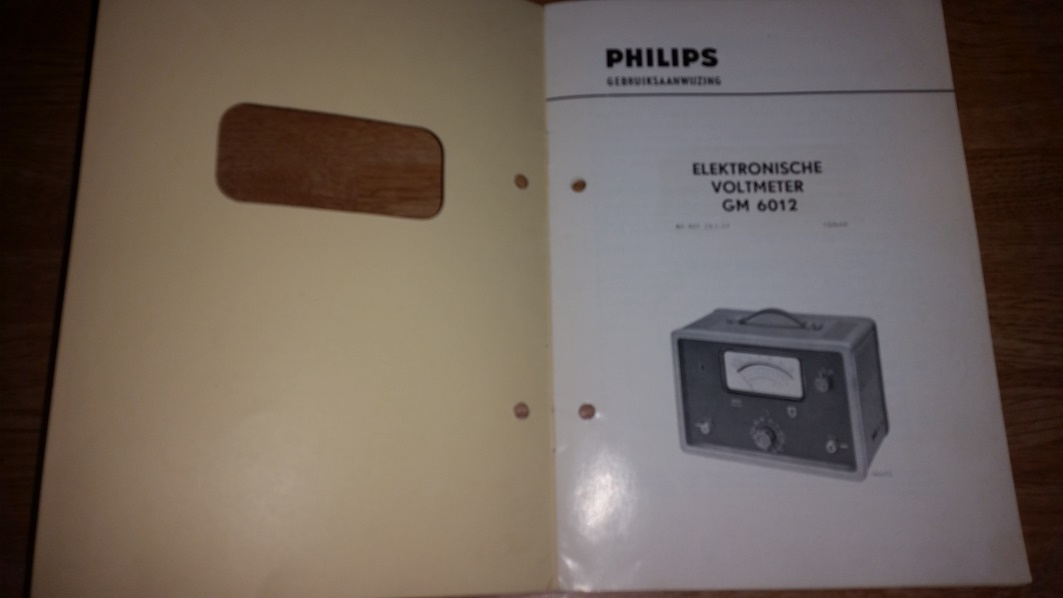 PHILIPS
GEBRUIKSAANWIJZING
ELEKTRONISCHE
VOLTMETER
GM 6012